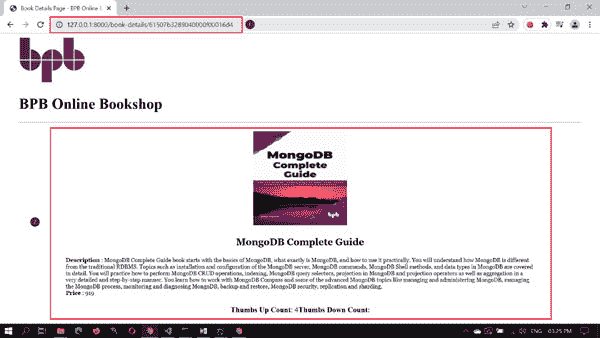 Book Details Page - BPB Online
127.0.0.1:8000/book-details/61507b3289b40000f00016d4
bpb
BPB Online Bookshop
MongoDB
Complete
Guide
bpb
MongoDB Complete Guide
Description : MongoDB Complete Guide book starts with the basics of MongoDB, what exactly is MongoDB, and how to use it practically. You will understand how MongoDB is different
from the traditional RDBMS. Topics such as installation and configuration of the MongoDB server, MongoDB commands, MongoDB Shell methods, and data types in MongoDB are covered
in detail. You will practice how to perform MongoDB CRUD operations, indexing, MongoDB query selectors, projection in MongoDB and projection operators as well as aggregation in a
very detailed and step-by-step manner. You learn how to work with MongoDB Compass and some of the advanced MongoDB topics like managing and administering MongoDB, managing
the MongoDB process, monitoring and diagnosing MongoDB, backup and restore, MongoDB security, replication and sharding.
Price : 919
Thumbs Up Count: 4Thumbs Down Count:
ENG 03:25 PM